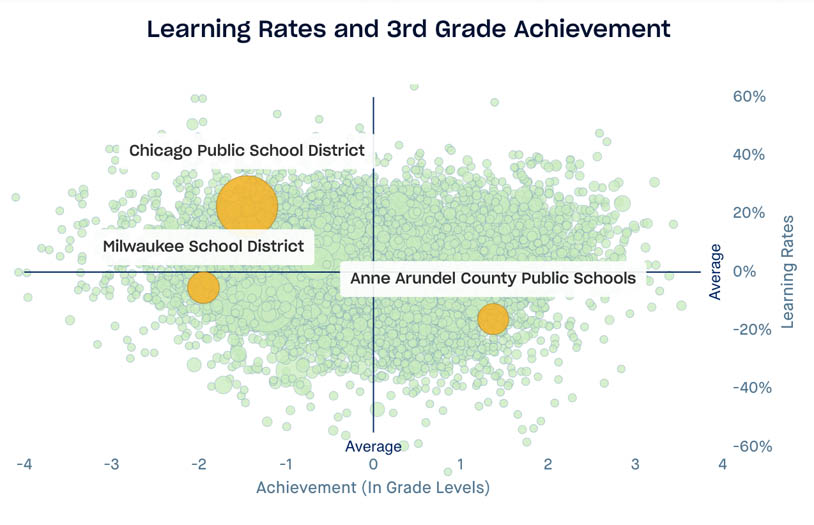 Learning Rates and 3rd Grade Achievement
60%
Chicago Public School District
40%
20%
Milwaukee School District
0%
Average
Learning Rates
Anne Arundel County Public Schools
-20%
-40%
Average
-60%
-4 -3 -2 -1 0 1 2 3 4
Achievement (In Grade Levels)